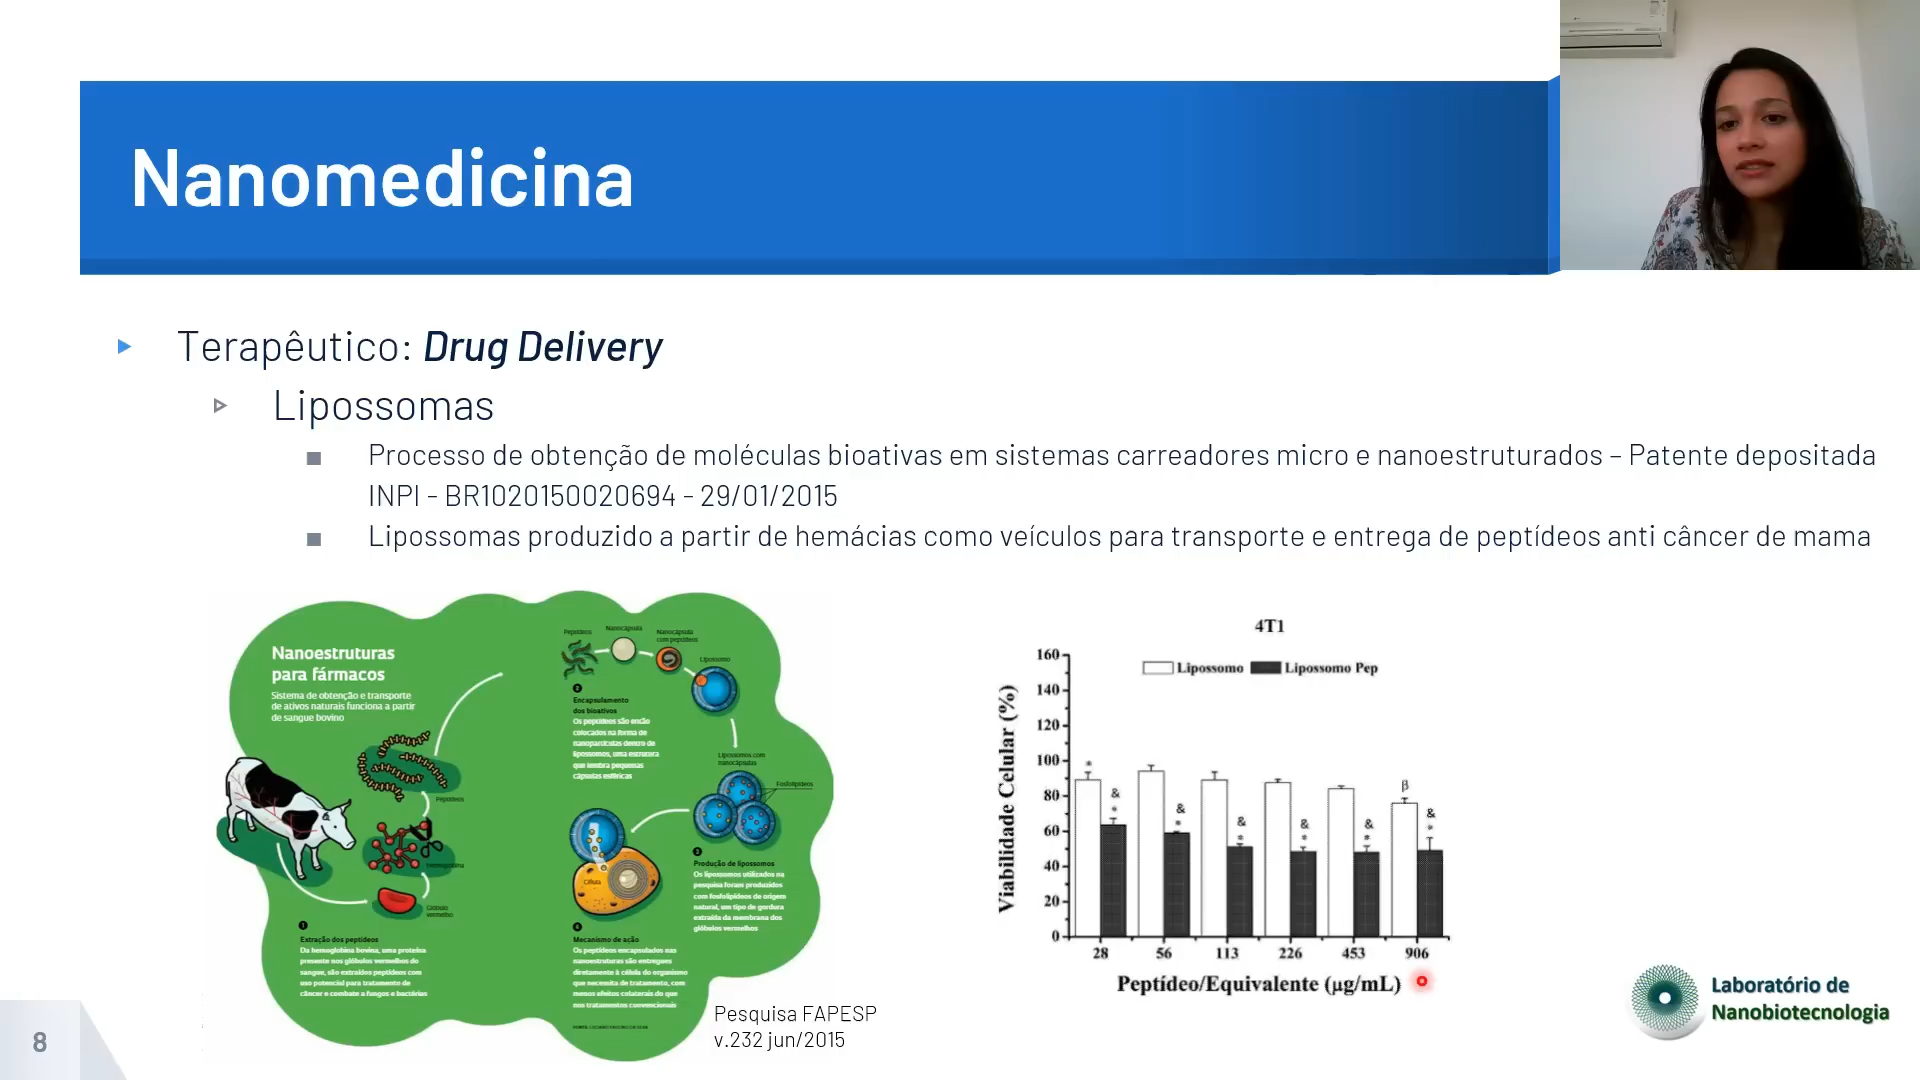 Nanomedicina
Terapêutico: Drug Delivery
Lipossomas
Processo de obtenção de moléculas bioativas em sistemas carreadores micro e nanoestruturados – Patente depositada
INPI - BR1020150020694 - 29/01/2015
Lipossomas produzido a partir de hemácias como veículos para transporte e entrega de peptídeos anti câncer de mama
Nanoestruturas
para fármacos
Sistema de obtenção e transporte
de ativos naturais funciona a partir
de sangue bovino
Peptídeos
Hemoglobina
Glóbulo
vermelho
1
Extração dos peptídeos
Da hemoglobina bovina, uma proteína
presente nos glóbulos vermelhos do
sangue, são extraídos peptídeos com
uso potencial para tratamento de
câncer e combate a fungos e bactérias
Peptídeos
Nanocápsula
Nanocápsula
com peptídeos
Lipossomo
2
Encapsulamento
dos bioativos
Os peptídeos são então
colocados na forma de
nanopartículas dentro de
lipossomos, uma estrutura
que lembra pequenas
cápsulas esféricas
Lipossomos com
nanocápsulas
Fosfolipídeos
3
Produção de lipossomos
Os lipossomos utilizados na
pesquisa foram produzidos
com fosfolipídeos de origem
natural, um tipo de gordura
extraída da membrana dos
glóbulos vermelhos
Célula
4
Mecanismo de ação
Os peptídeos encapsulados nas
nanoestruturas são entregues
diretamente à célula do organismo
que necessita de tratamento, com
menos efeitos colaterais do que
nos tratamentos convencionais
Pesquisa FAPESP
v.232 jun/2015
4T1
Lipossomo Lipossomo Pep
Viabilidade Celular (%)
160
140
120
100
80
60
40
20
0
* & * & * & * & * & * β & *
28 56 113 226 453 906
Peptídeo/Equivalente (µg/mL)
Laboratório de
Nanobiotecnologia
8